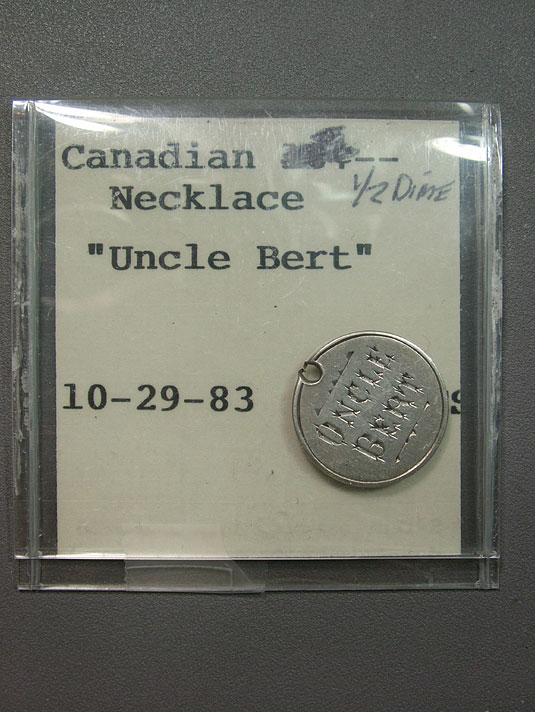 Canadian --
1/2 DIME
Necklace
"Uncle Bert"
10-29-83
UNCLE
BERT